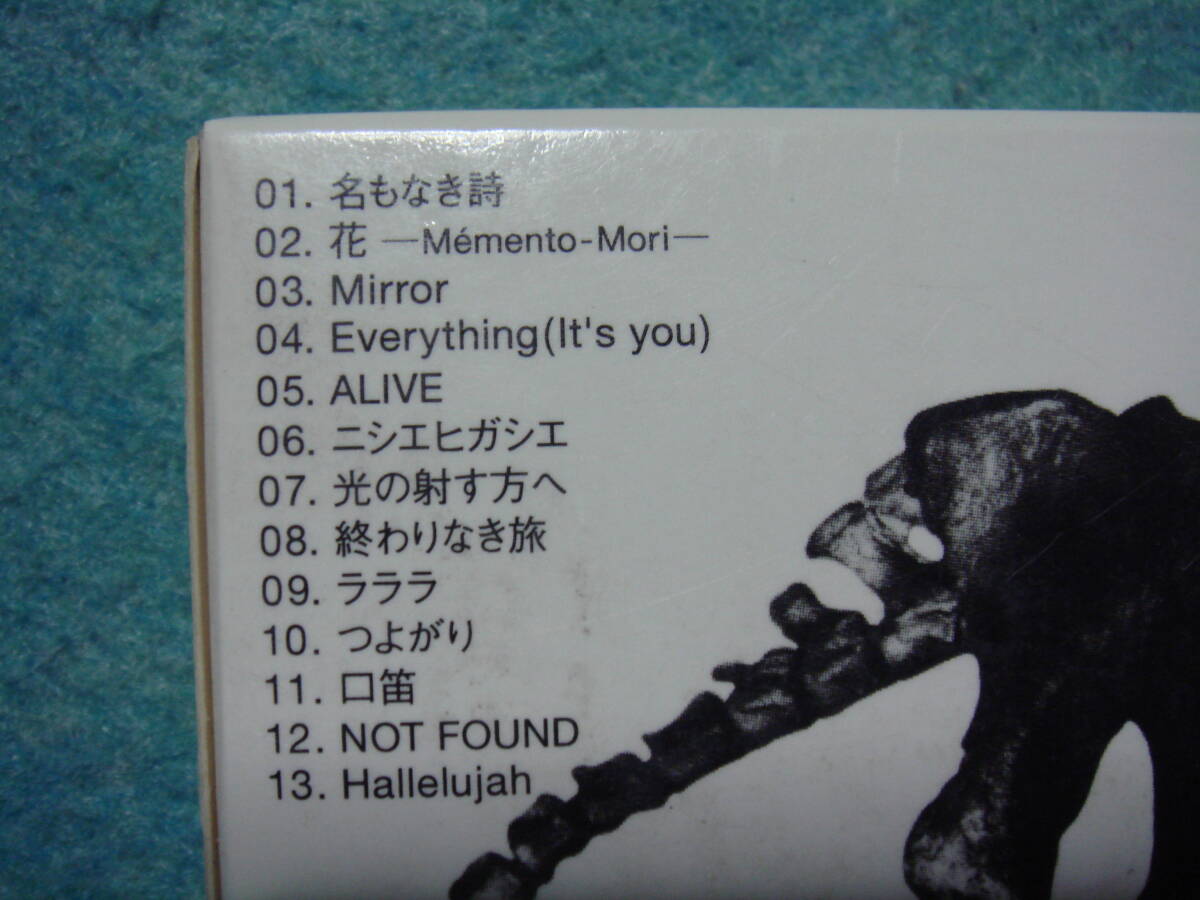 01. 名もなき詩
02. 花 —Mémento-Mori—
03. Mirror
04. Everything(It's you)
05. ALIVE
06. ニシエヒガシエ
07. 光の射す方へ
08. 終わりなき旅
09. ラララ
10. つよがり
11. 口笛
12. NOT FOUND
13. Hallelujah